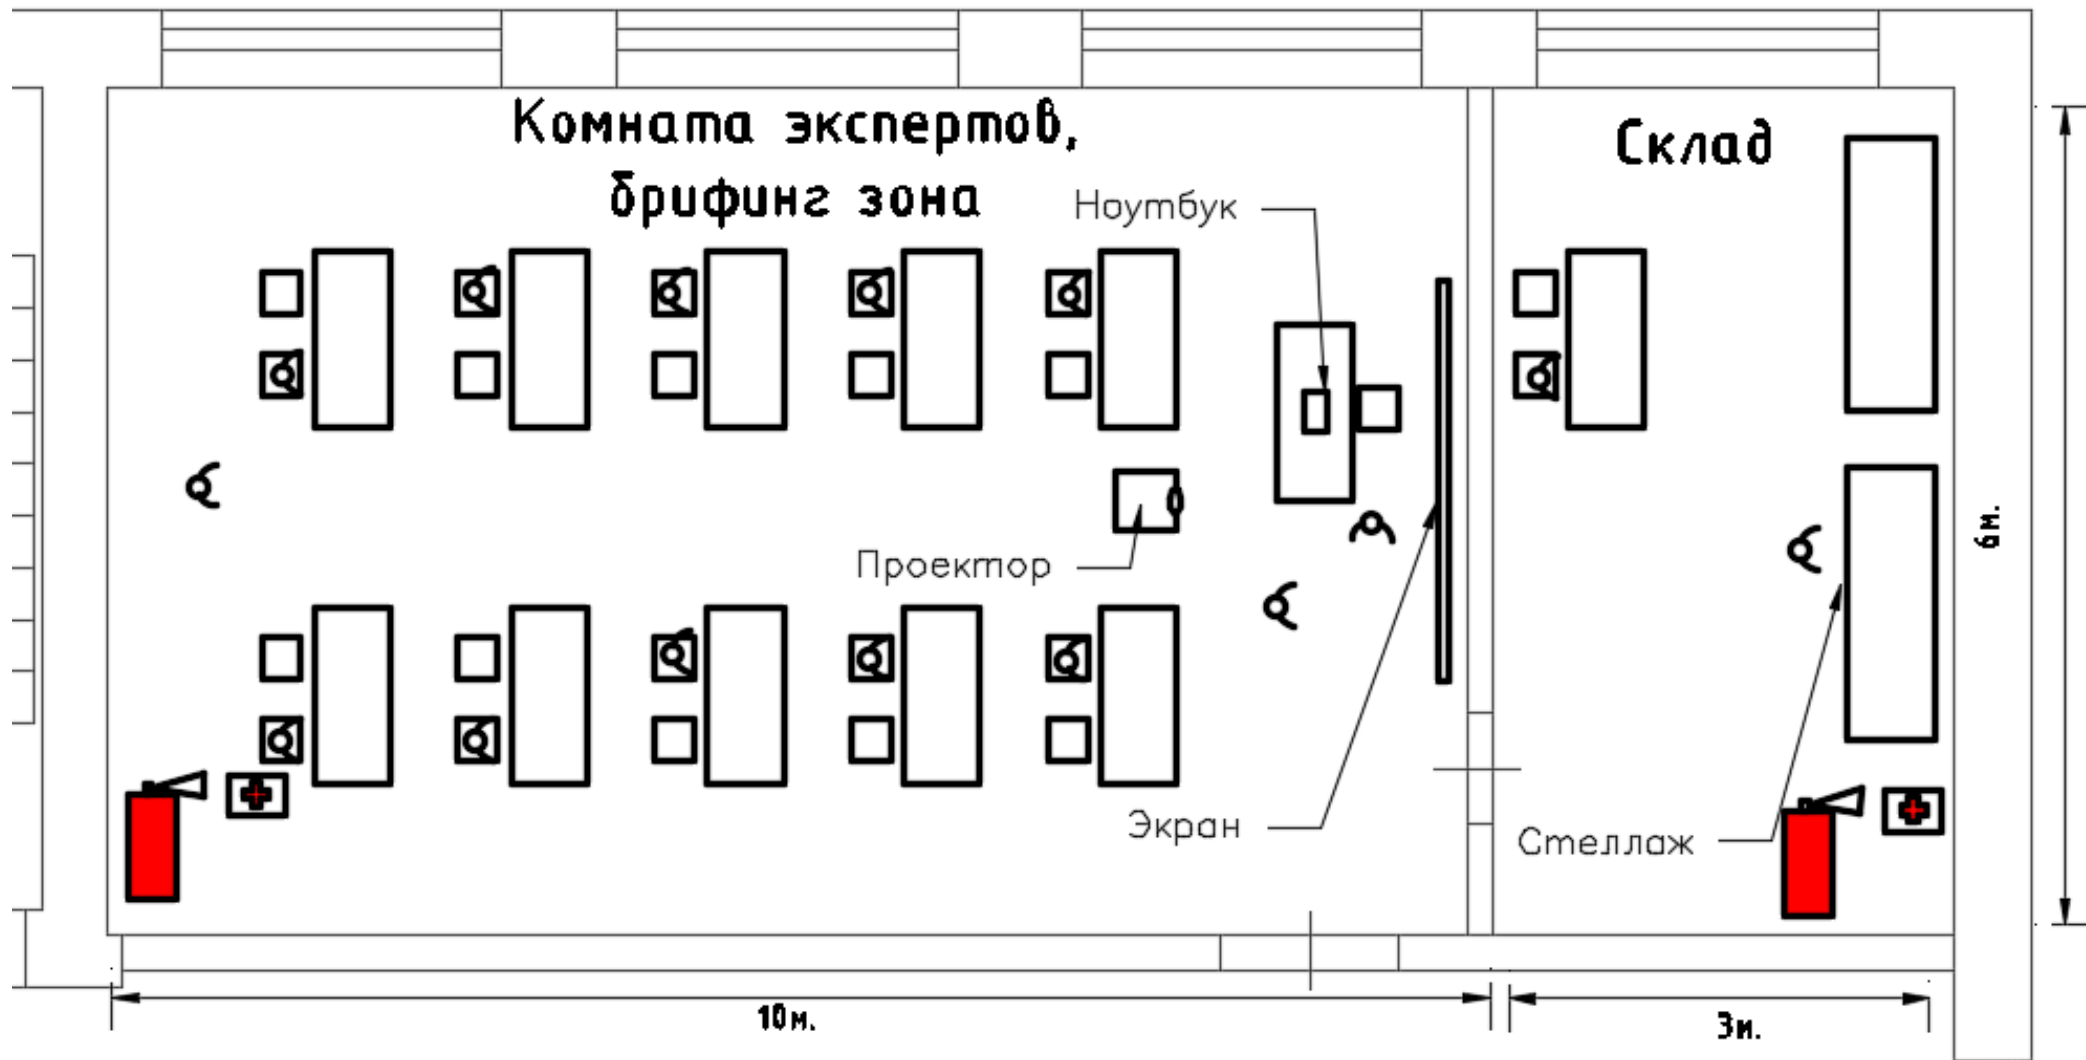 Комната экспертов,
брифинг зона
Склад
Ноутбук
Проектор
Экран
Стеллаж
6м.
10м.
3м.